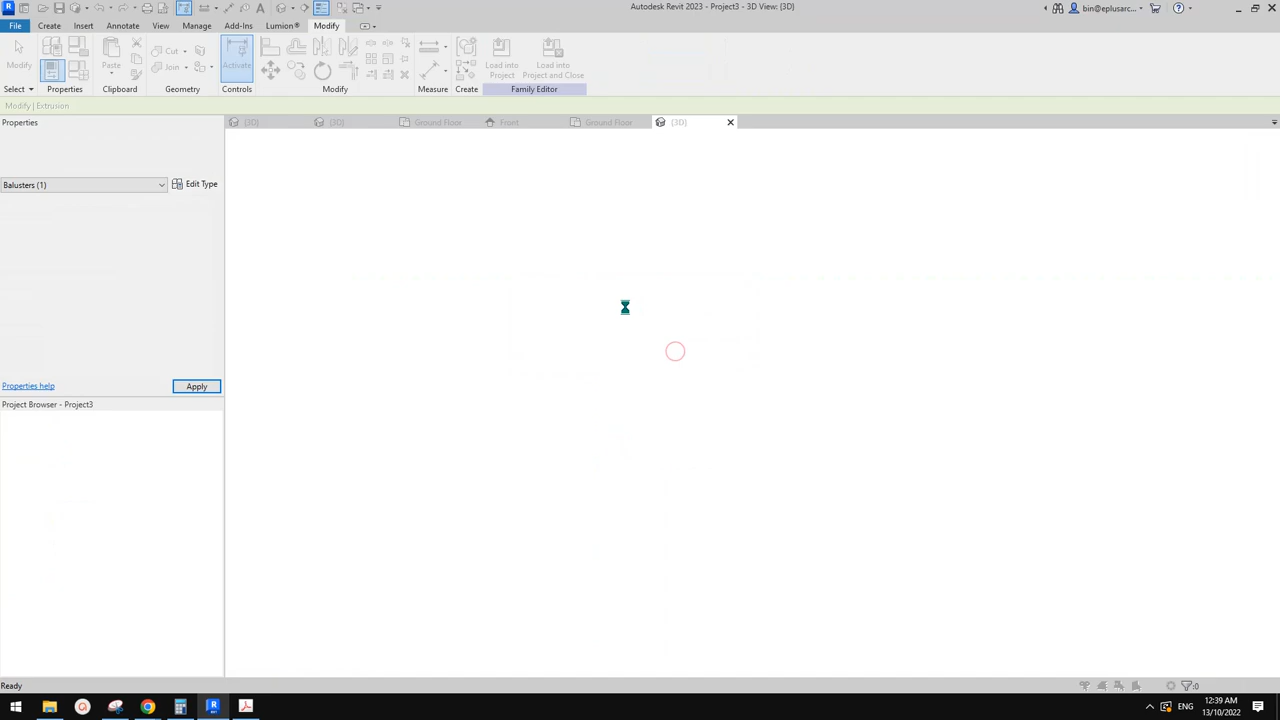 Autodesk Revit 2023 - Project3 - 3D View: {3D}
bin@eplusarc...
File Create Insert Annotate View Manage Add-Ins Lumion® Modify
Modify Paste Cut Join Activate Load into Project Load into Project and Close
Select Properties Clipboard Geometry Controls Modify Measure Create Family Editor
Modify | Extrusion
Properties
{3D} {3D} Ground Floor Front Ground Floor {3D}
Balusters (1) Edit Type
Properties help Apply
Project Browser - Project3
Ready
:0
ENG
12:39 AM
13/10/2022